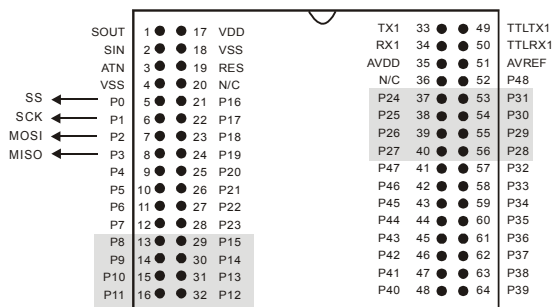 SOUT 1 17 VDD TX1 33 49 TTLTX1
SIN 2 18 VSS RX1 34 50 TTLRX1
ATN 3 19 RES AVDD 35 51 AVREF
VSS 4 20 N/C N/C 36 52 P48
SS P0 5 21 P16 P24 37 53 P31
SCK P1 6 22 P17 P25 38 54 P30
MOSI P2 7 23 P18 P26 39 55 P29
MISO P3 8 24 P19 P27 40 56 P28
P4 9 25 P20 P47 41 57 P32
P5 10 26 P21 P46 42 58 P33
P6 11 27 P22 P45 43 59 P34
P7 12 28 P23 P44 44 60 P35
P8 13 29 P15 P43 45 61 P36
P9 14 30 P14 P42 46 62 P37
P10 15 31 P13 P41 47 63 P38
P11 16 32 P12 P40 48 64 P39